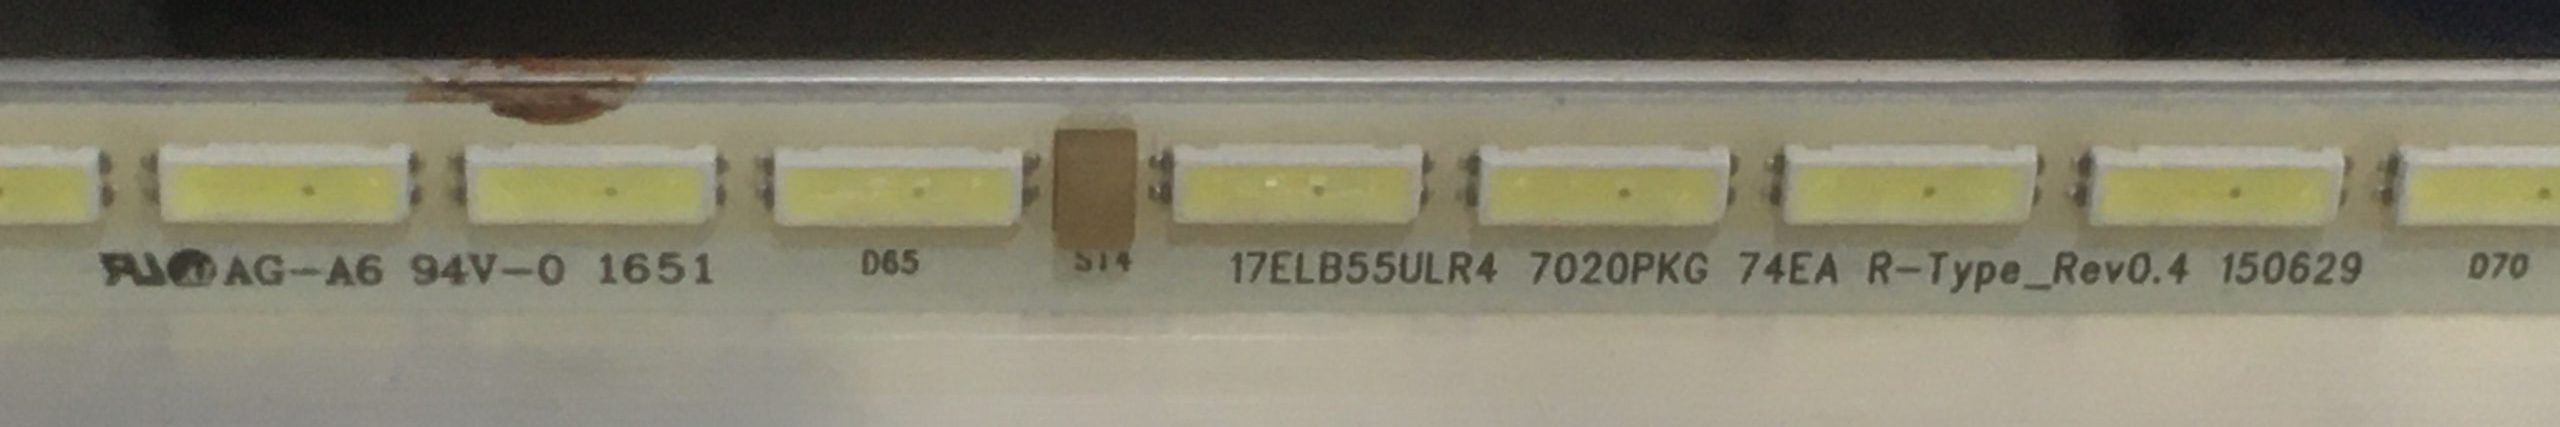 AG-A6 94V-0 1651 D65 ST4 17ELB55ULR4 7020PKG 74EA R-Type_Rev0.4 150629 D70